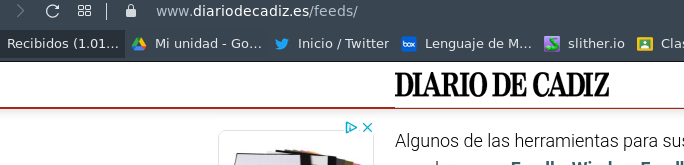 www.diariodecadiz.es/feeds/
Recibidos (1.01... Mi unidad - Go... Inicio / Twitter box Lenguaje de M... slither.io Clas
DIARIO DE CADIZ
Algunos de las herramientas para sus